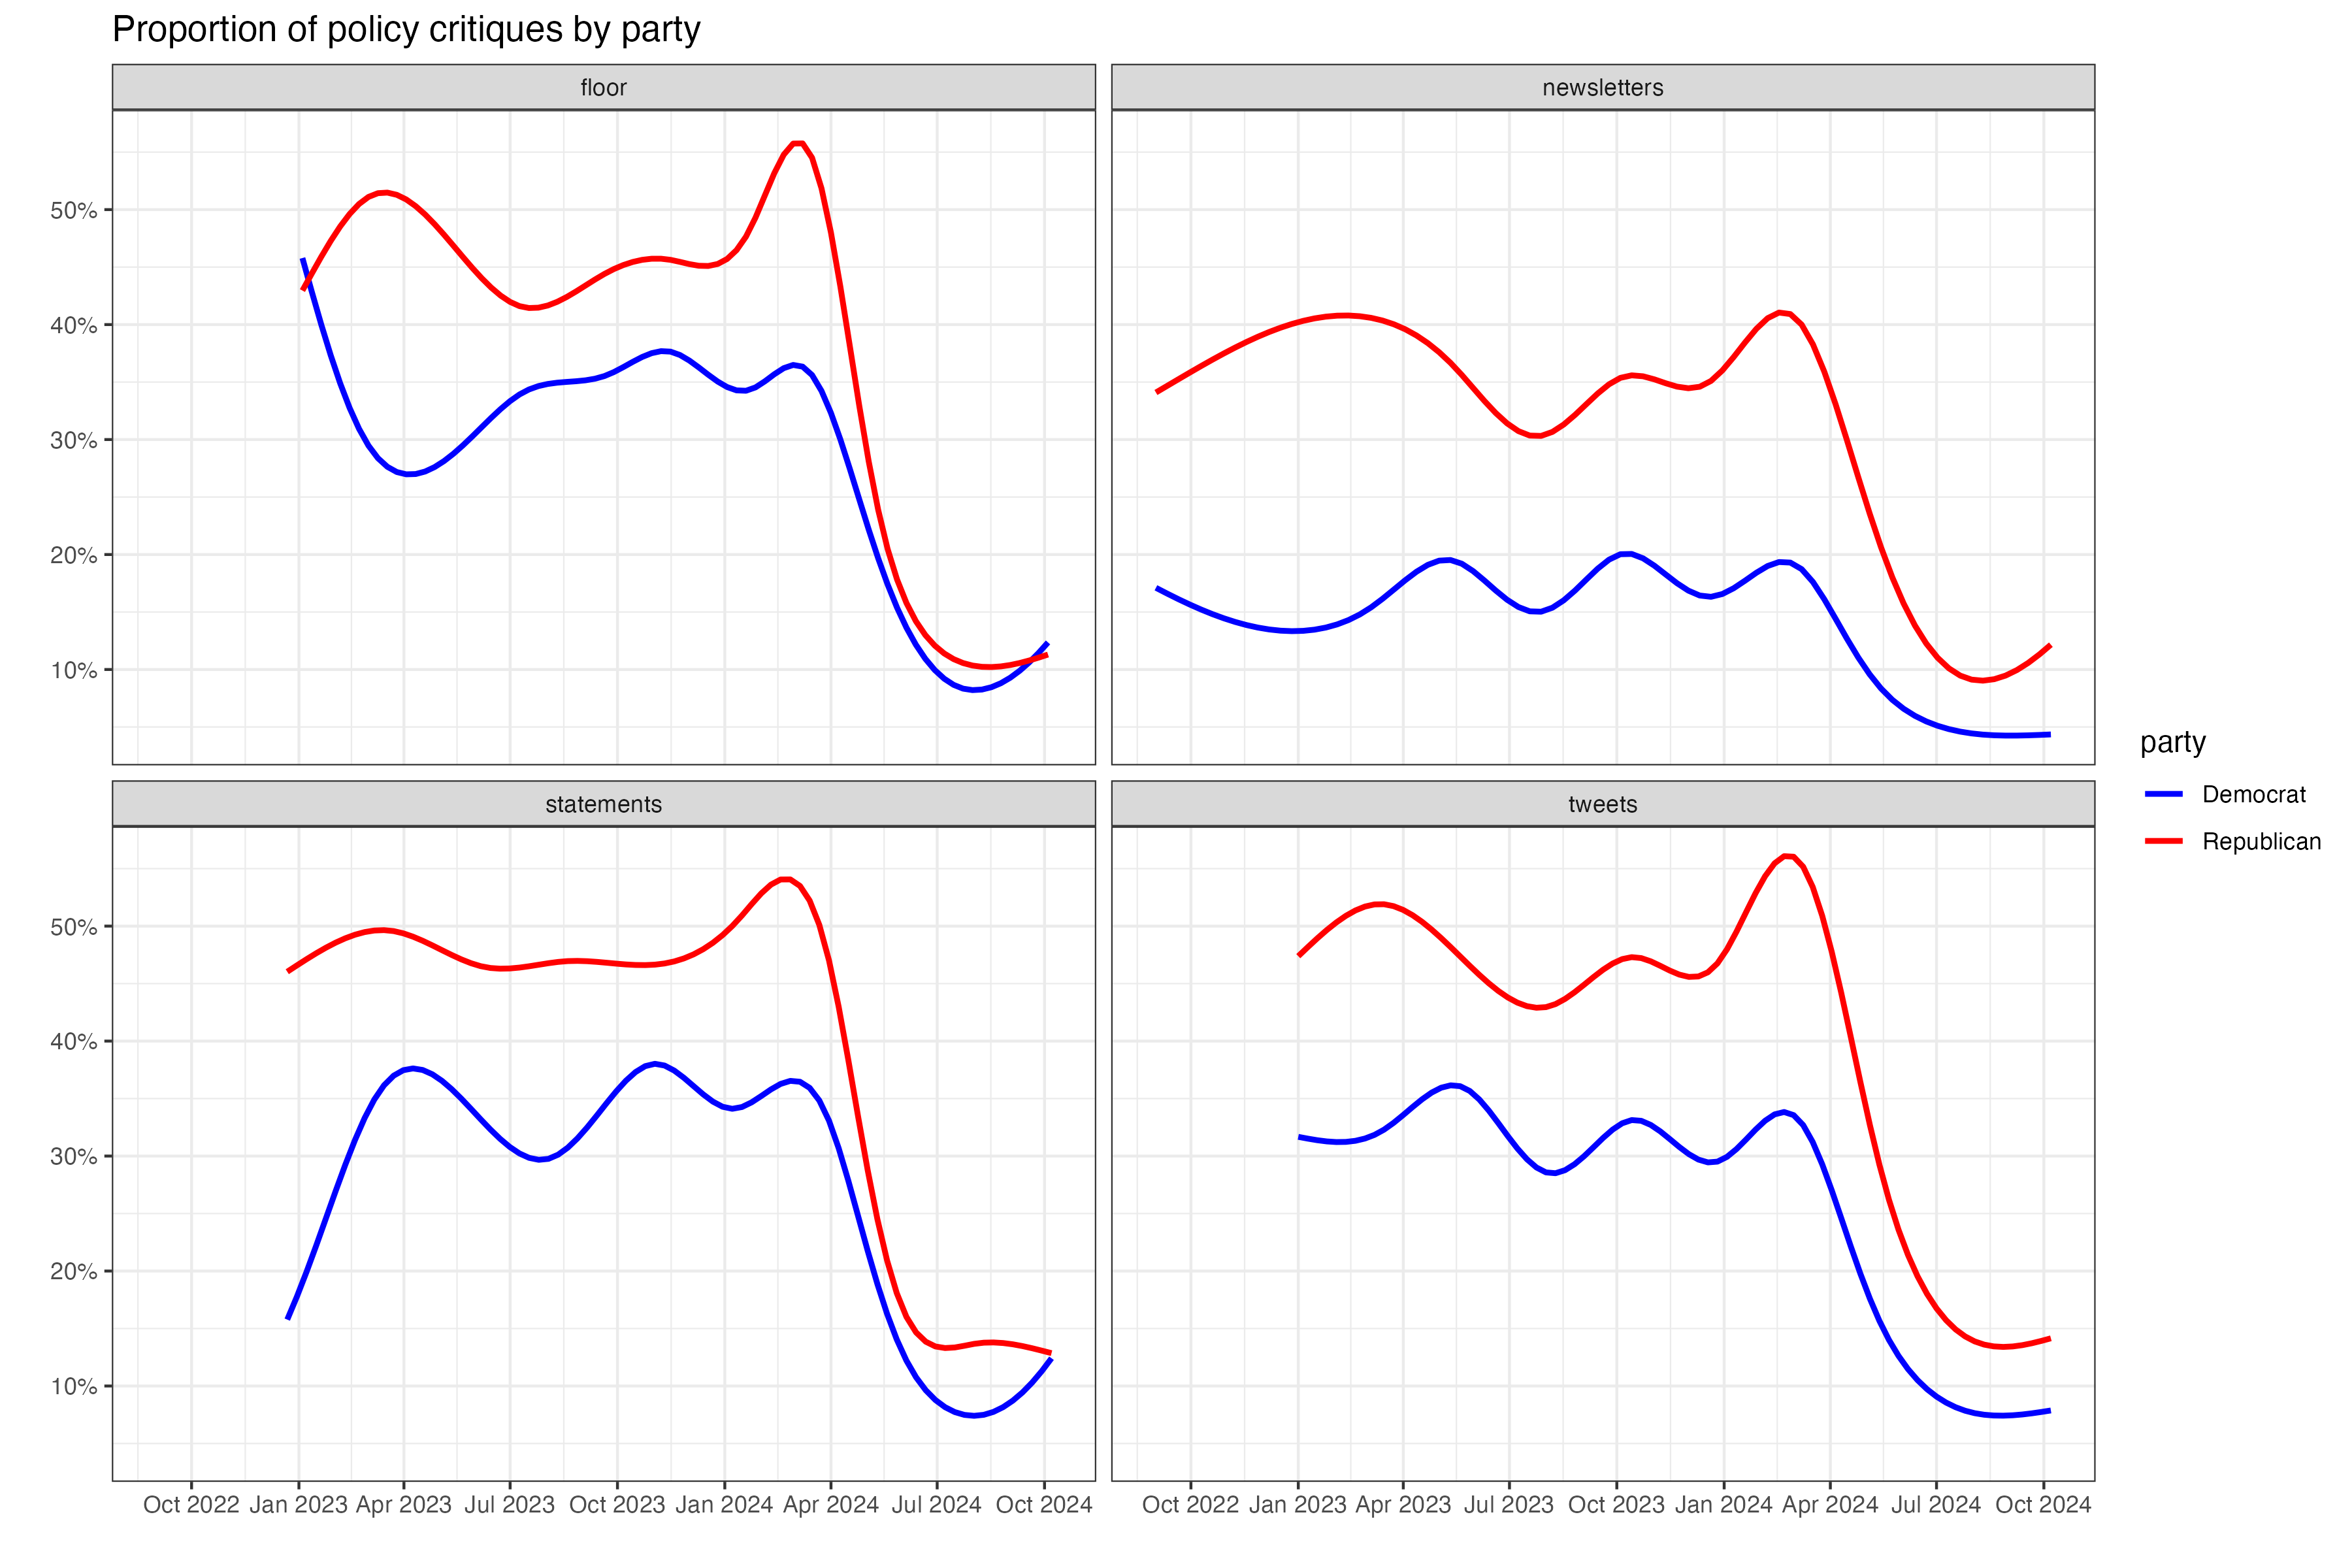 Proportion of policy critiques by party
floor
newsletters
50%
40%
30%
20%
10%
statements
tweets
50%
40%
30%
20%
10%
Oct 2022 Jan 2023 Apr 2023 Jul 2023 Oct 2023 Jan 2024 Apr 2024 Jul 2024 Oct 2024
Oct 2022 Jan 2023 Apr 2023 Jul 2023 Oct 2023 Jan 2024 Apr 2024 Jul 2024 Oct 2024
party
Democrat
Republican